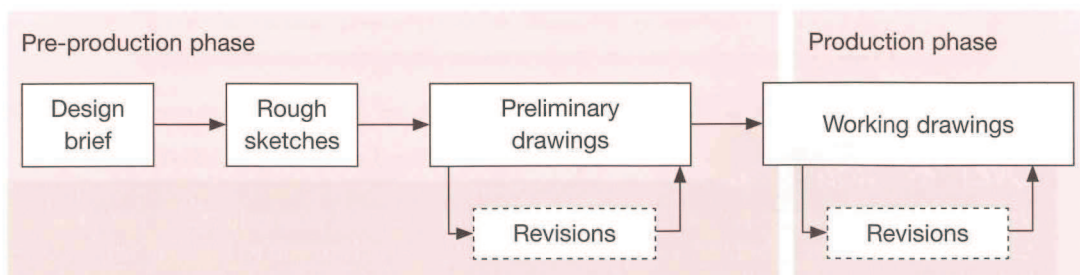 Pre-production phase
Production phase
Design
brief
Rough
sketches
Preliminary
drawings
Working drawings
Revisions
Revisions